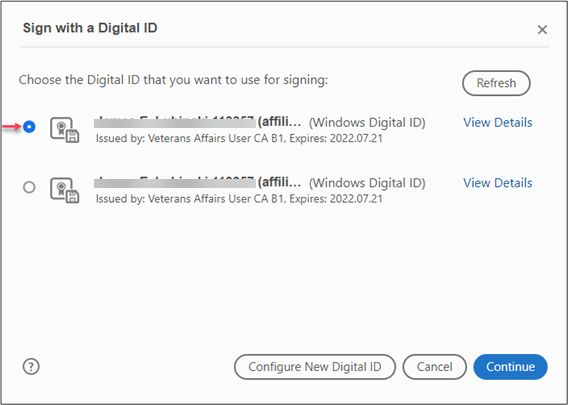 Sign with a Digital ID
Choose the Digital ID that you want to use for signing:
Refresh
(affili... (Windows Digital ID)
View Details
Issued by: Veterans Affairs User CA B1, Expires: 2022.07.21
(affili... (Windows Digital ID)
View Details
Issued by: Veterans Affairs User CA B1, Expires: 2022.07.21
?
Configure New Digital ID
Cancel
Continue